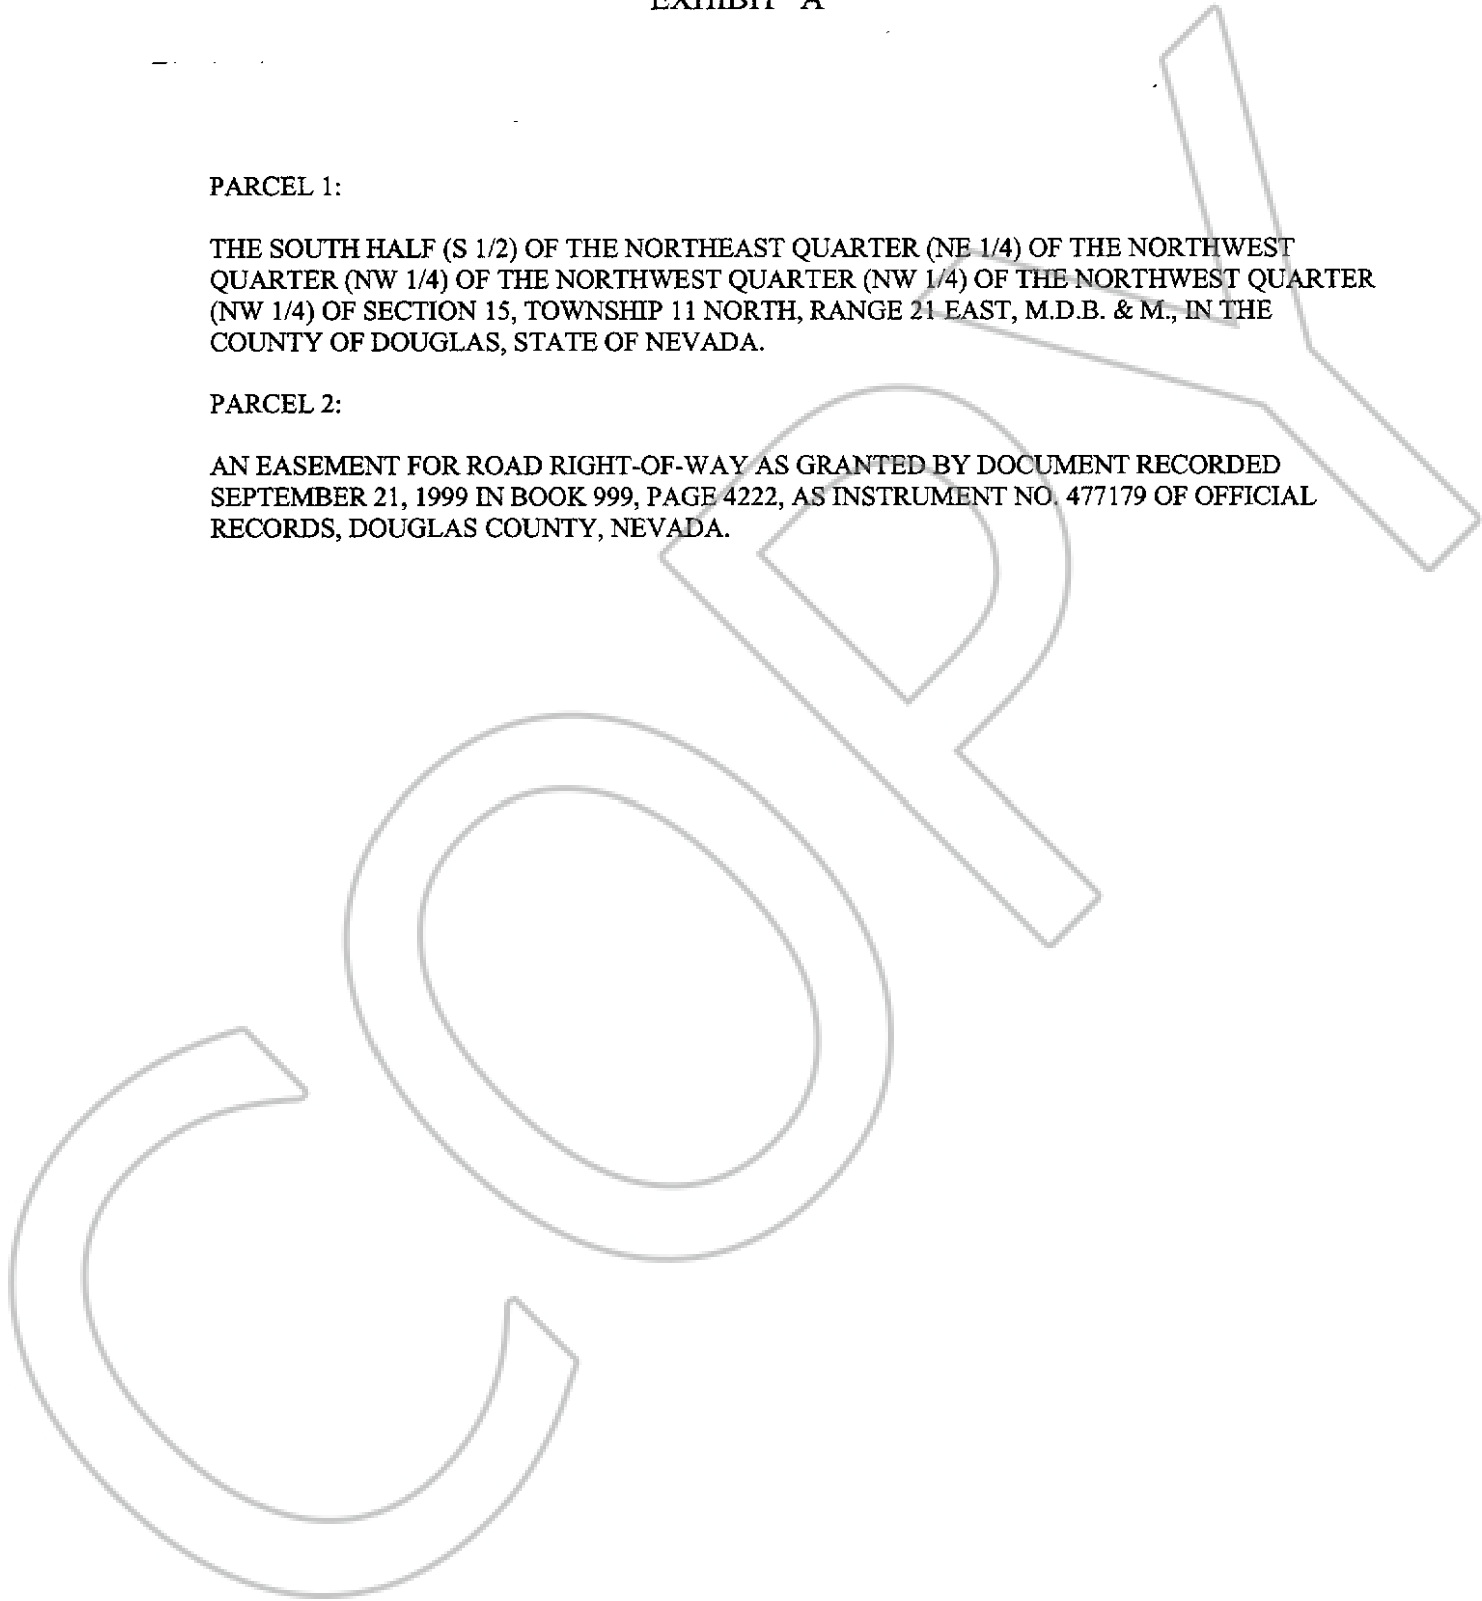 EXHIBIT "A"
PARCEL 1:
THE SOUTH HALF (S 1/2) OF THE NORTHEAST QUARTER (NE 1/4) OF THE NORTHWEST
QUARTER (NW 1/4) OF THE NORTHWEST QUARTER (NW 1/4) OF THE NORTHWEST QUARTER
(NW 1/4) OF SECTION 15, TOWNSHIP 11 NORTH, RANGE 21 EAST, M.D.B. & M., IN THE
COUNTY OF DOUGLAS, STATE OF NEVADA.
PARCEL 2:
AN EASEMENT FOR ROAD RIGHT-OF-WAY AS GRANTED BY DOCUMENT RECORDED
SEPTEMBER 21, 1999 IN BOOK 999, PAGE 4222, AS INSTRUMENT NO. 477179 OF OFFICIAL
RECORDS, DOUGLAS COUNTY, NEVADA.
COPY